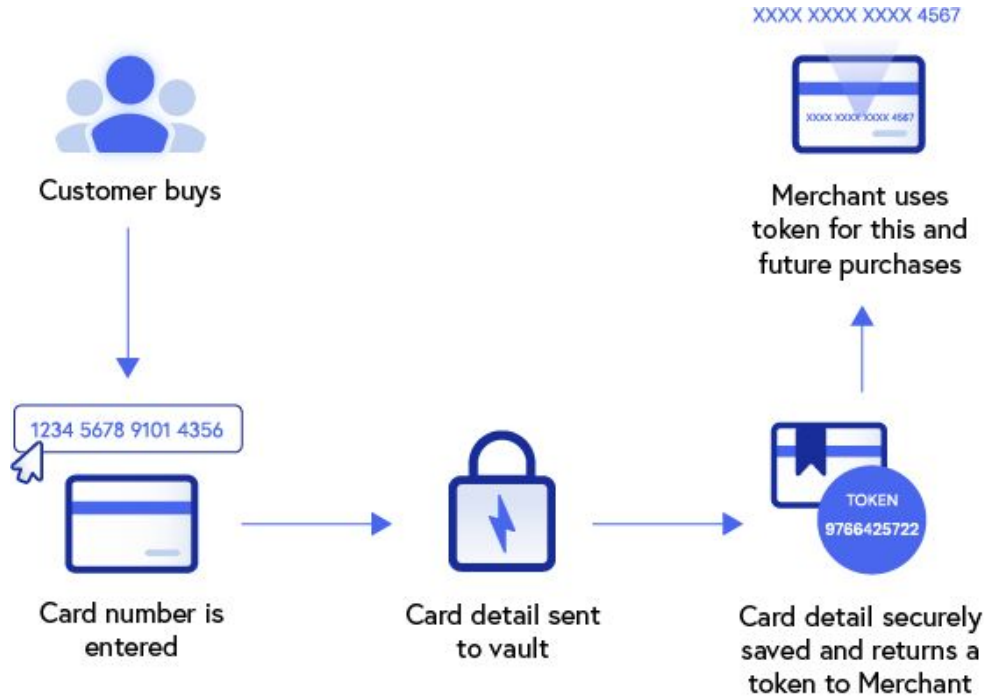 Customer buys
1234 5678 9101 4356
Card number is
entered
Card detail sent
to vault
TOKEN
9766425722
Card detail securely
saved and returns a
token to Merchant
XXXX XXXX XXXX 4567
XXXX XXXX XXXX 4567
Merchant uses
token for this and
future purchases